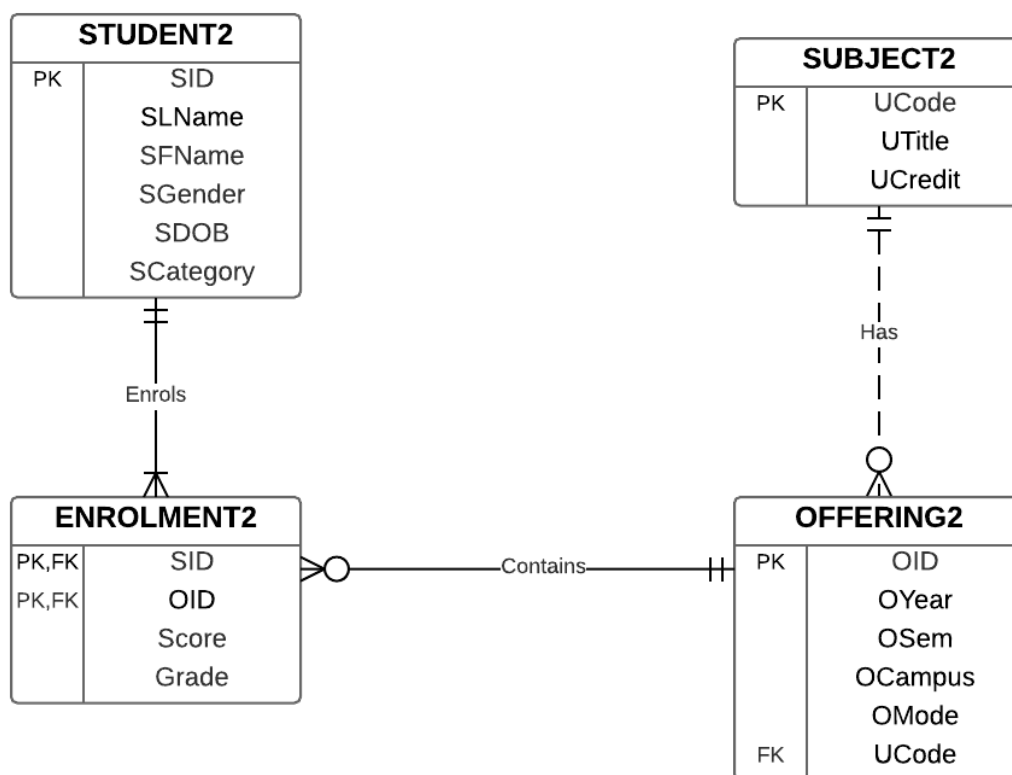 STUDENT2
PK SID
SLName
SFName
SGender
SDOB
SCategory
SUBJECT2
PK UCode
UTitle
UCredit
Enrols
Has
ENROLMENT2
PK,FK SID
PK,FK OID
Score
Grade
Contains
OFFERING2
PK OID
OYear
OSem
OCampus
OMode
FK UCode